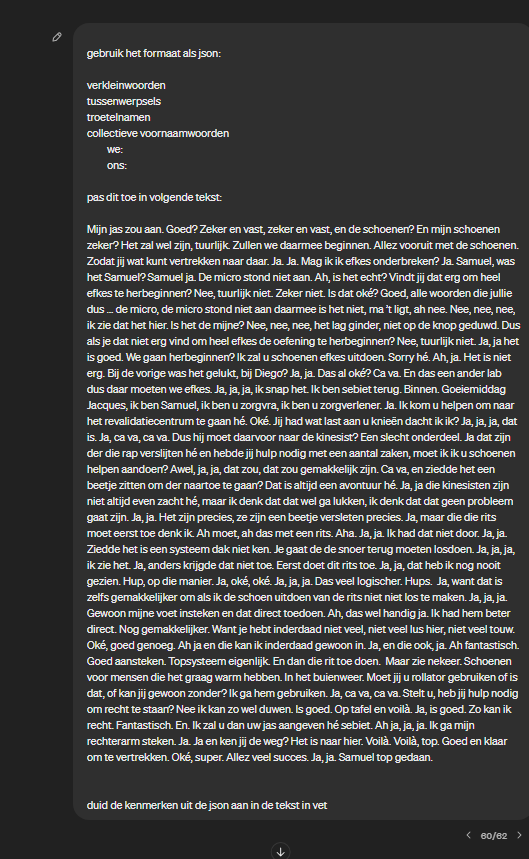 gebruik het formaat als json:
verkleinwoorden
tussenwerpsels
troetelnamen
collectieve voornaamwoorden
we:
ons:
pas dit toe in volgende tekst:
Mijn jas zou aan. Goed? Zeker en vast, zeker en vast, en de schoenen? En mijn schoenen
zeker? Het zal wel zijn, tuurlijk. Zullen we daarmee beginnen. Allez vooruit met de schoenen.
Zodat jij wat kunt vertrekken naar daar. Ja. Ja. Mag ik ik efkes onderbreken? Ja. Samuel, was
het Samuel? Samuel ja. De micro stond niet aan. Ah, is het echt? Vindt jij dat erg om heel
efkes te herbeginnen? Nee, tuurlijk niet. Zeker niet. Is dat oké? Goed, alle woorden die jullie
dus ... de micro, de micro stond niet aan daarmee is het niet, ma 't ligt, ah nee. Nee, nee, nee,
ik zie dat het hier. Is het de mijne? Nee, nee, nee, het lag ginder, niet op de knop geduwd. Dus
als je dat niet erg vind om heel efkes de oefening te herbeginnen? Nee, tuurlijk niet. Ja, ja het
is goed. We gaan herbeginnen? Ik zal u schoenen efkes uitdoen. Sorry hé. Ah, ja. Het is niet
erg. Bij de vorige was het gelukt, bij Diego? Ja, ja. Das al oké? Ca va. En das een ander lab
dus daar moeten we efkes. Ja, ja, ja, ik snap het. Ik ben sebiet terug. Binnen. Goeiemiddag
Jacques, ik ben Samuel, ik ben u zorgvra, ik ben u zorgverlener. Ja. Ik kom u helpen om naar
het revalidatiecentrum te gaan hé. Oké. Jij had wat last aan u knieën dacht ik ik? Ja, ja, ja, dat
is. Ja, ca va, ca va. Dus hij moet daarvoor naar de kinesist? Een slecht onderdeel. Ja dat zijn
der die rap verslijten hé en hebde jij hulp nodig met een aantal zaken, moet ik ik u schoenen
helpen aandoen? Awel, ja, ja, dat zou, dat zou gemakkelijk zijn. Ca va, en ziedde het een
beetje zitten om der naartoe te gaan? Dat is altijd een avontuur hé. Ja, ja die kinesisten zijn
niet altijd even zacht hé, maar ik denk dat dat wel ga lukken, ik denk dat dat geen probleem
gaat zijn. Ja, ja. Het zijn precies, ze zijn een beetje versleten precies. Ja, maar die die rits
moet eerst toe denk ik. Ah moet, ah das met een rits. Aha. Ja, ja. Ik had dat niet door. Ja, ja.
Ziedde het is een systeem dak niet ken. Je gaat de de snoer terug moeten losdoen. Ja, ja, ja,
ik zie het. Ja, anders krijgde dat niet toe. Eerst doet dit rits toe. Ja, ja, dat heb ik nog nooit
gezien. Hup, op die manier. Ja, oké, oké. Ja, ja, ja. Das veel logischer. Hups.  Ja, want dat is
zelfs gemakkelijker om als ik de schoen uitdoen van de rits niet niet los te maken. Ja, ja, ja.
Gewoon mijne voet insteken en dat direct toedoen. Ah, das wel handig ja. Ik had hem beter
direct. Nog gemakkelijker. Want je hebt inderdaad niet veel, niet veel lus hier, niet veel touw.
Oké, goed genoeg. Ah ja en die kan ik inderdaad gewoon in. Ja, en die ook, ja. Ah fantastisch.
Goed aansteken. Topsysteem eigenlijk. En dan die rit toe doen.  Maar zie nekeer. Schoenen
voor mensen die het graag warm hebben. In het buienweer. Moet jij u rollator gebruiken of is
dat, of kan jij gewoon zonder? Ik ga hem gebruiken. Ja, ca va, ca va. Stelt u, heb jij hulp nodig
om recht te staan? Nee ik kan zo wel duwen. Is goed. Op tafel en voilà. Ja, is goed. Zo kan ik
recht. Fantastisch. En. Ik zal u dan uw jas aangeven hé sebiet. Ah ja, ja, ja. Ik ga mijn
rechterarm steken. Ja. Ja en ken jij de weg? Het is naar hier. Voilà. Voilà, top. Goed en klaar
om te vertrekken. Oké, super. Allez veel succes. Ja, ja. Samuel top gedaan.
duid de kenmerken uit de json aan in de tekst in vet
60/62